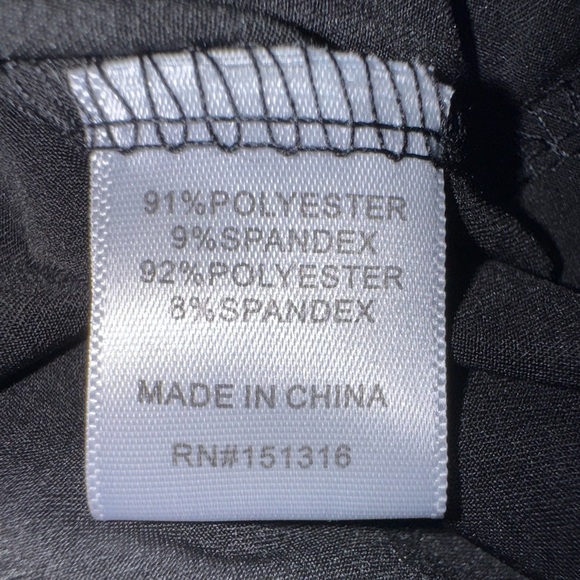 91%POLYESTER
9%SPANDEX
92%POLYESTER
8%SPANDEX
MADE IN CHINA
RN#151316